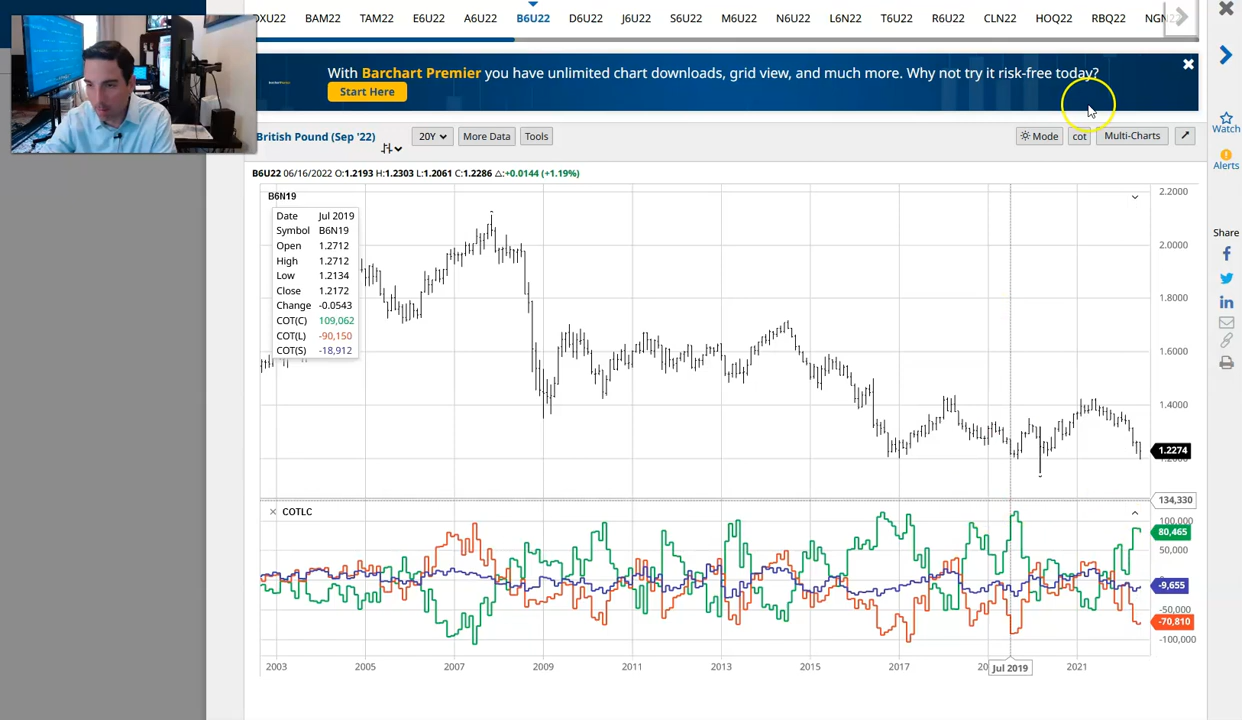 DXU22 BAM22 TAM22 E6U22 A6U22 B6U22 D6U22 J6U22 S6U22 M6U22 N6U22 L6N22 T6U22 R6U22 CLN22 HOQ22 RBQ22
With Barchart Premier you have unlimited chart downloads, grid view, and much more. Why not try it risk-free today?
Start Here
British Pound (Sep '22) 20Y More Data Tools Mode cot Multi-Charts
B6U22 06/16/2022 O:1.2193 H:1.2303 L:1.2061 C:1.2286 △:+0.0144 (+1.19%)
B6N19
Date Jul 2019
Symbol B6N19
Open 1.2712
High 1.2712
Low 1.2134
Close 1.2172
Change -0.0543
COT(C) 109,062
COT(L) -90,150
COT(S) -18,912
2.2000
2.0000
1.8000
1.6000
1.4000
1.2274
134,330
COTLC
100,000
80,465
50,000
-9,655
-50,000
-70,810
-100,000
2003 2005 2007 2009 2011 2013 2015 2017 Jul 2019 2021
Watch
Alerts
Share